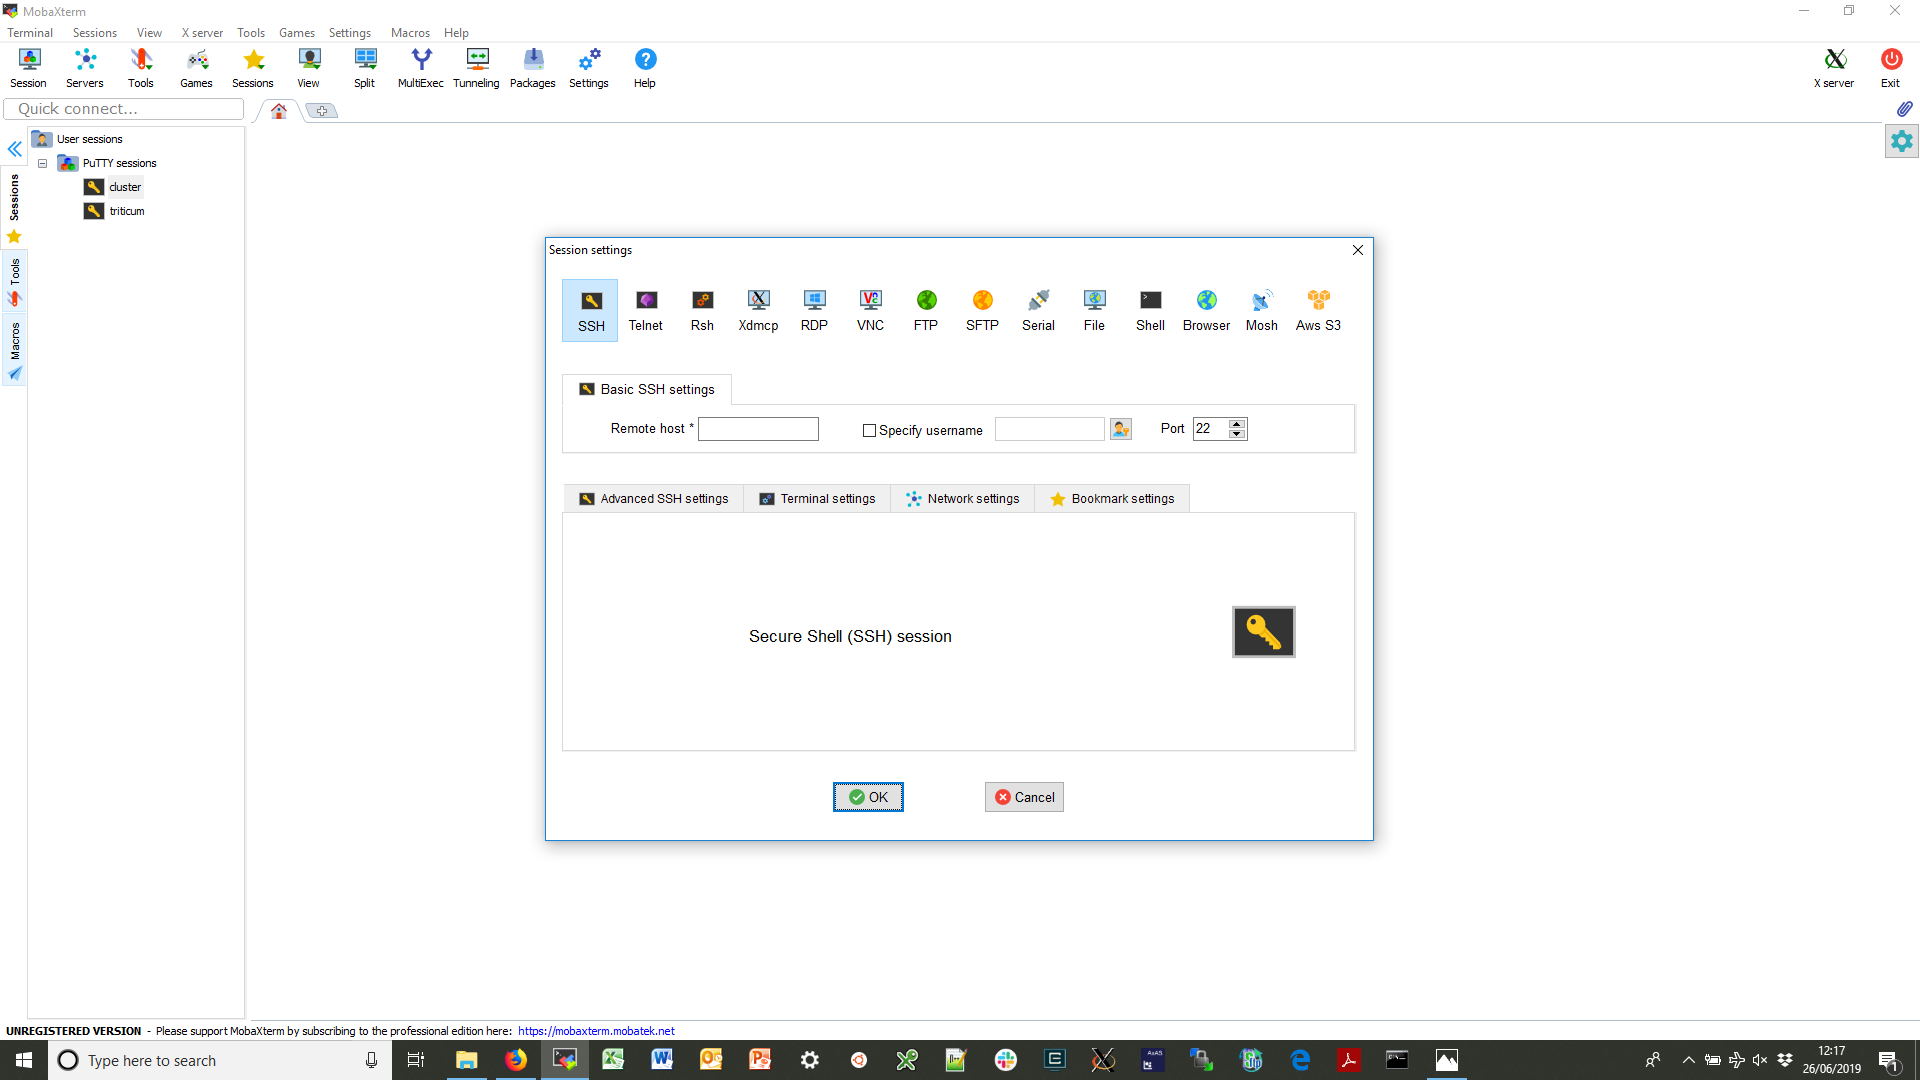 MobaXterm
Terminal Sessions View X server Tools Games Settings Macros Help
Session Servers Tools Games Sessions View Split MultiExec Tunneling Packages Settings Help X server Exit
Quick connect...
User sessions
PuTTY sessions
cluster
triticum
Sessions
Tools
Macros
Session settings
SSH Telnet Rsh Xdmcp RDP VNC FTP SFTP Serial File Shell Browser Mosh Aws S3
Basic SSH settings
Remote host * Specify username Port 22
Advanced SSH settings Terminal settings Network settings Bookmark settings
Secure Shell (SSH) session
OK Cancel
UNREGISTERED VERSION - Please support MobaXterm by subscribing to the professional edition here: https://mobaxterm.mobatek.net
Type here to search
12:17
26/06/2019
1